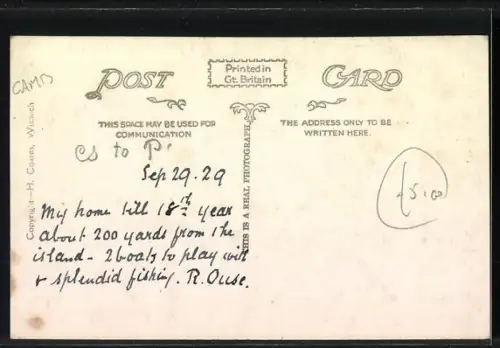 CAMB
POST
Printed in
Gt. Britain
CARD
THIS SPACE MAY BE USED FOR
COMMUNICATION
THE ADDRESS ONLY TO BE
WRITTEN HERE.
CS to P.
Sep 29.29
My home till 18th year
about 200 yards from the
island - 2 boats to play with
& splendid fishing. R. Ouse.
THIS IS A REAL PHOTOGRAPH
Copyright—H. Coates, Wisbech
£5.00